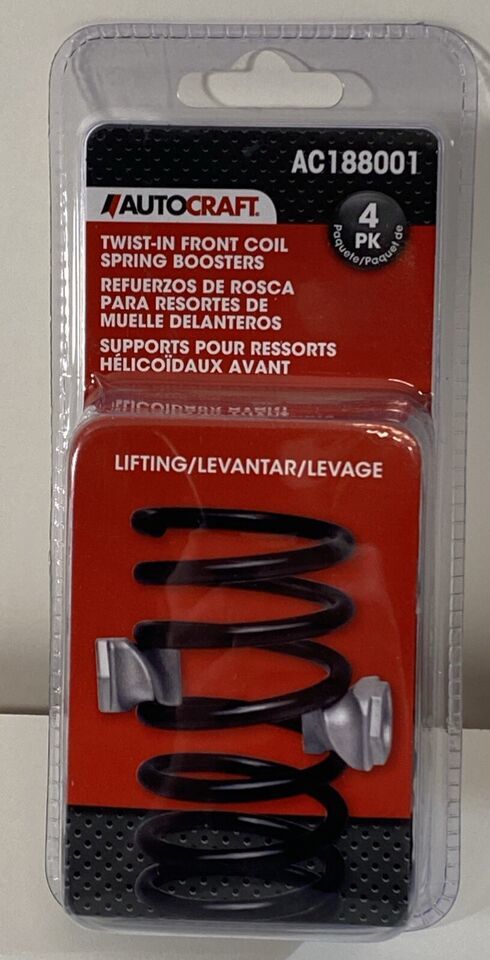 AC188001
AUTOCRAFT.
4
PK
Paquete/Paquet de
TWIST-IN FRONT COIL
SPRING BOOSTERS
REFUERZOS DE ROSCA
PARA RESORTES DE
MUELLE DELANTEROS
SUPPORTS POUR RESSORTS
HÉLICOÏDAUX AVANT
LIFTING/LEVANTAR/LEVAGE